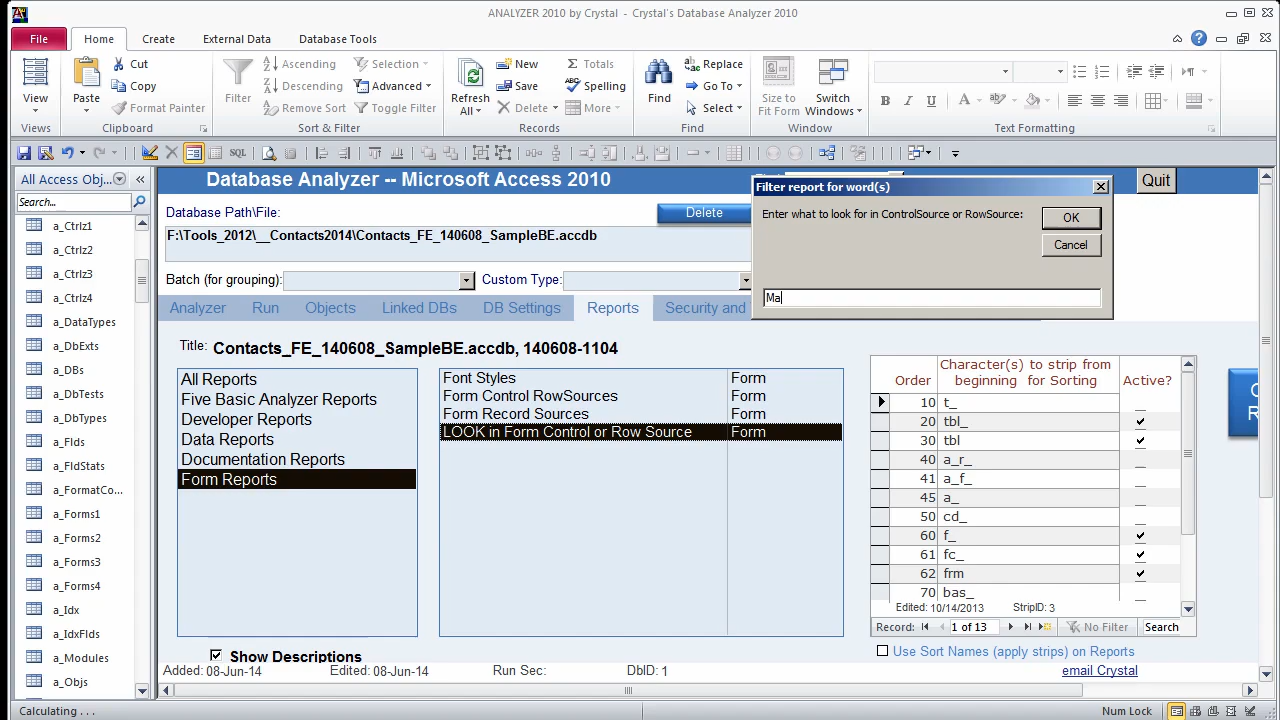 ANALYZER 2010 by Crystal - Crystal's Database Analyzer 2010
File Home Create External Data Database Tools
View
Views
Paste
Cut
Copy
Format Painter
Clipboard
Filter
Ascending
Descending
Remove Sort
Selection
Advanced
Toggle Filter
Sort & Filter
Refresh All
New
Save
Delete
Totals
Spelling
More
Records
Find
Replace
Go To
Select
Find
Size to Fit Form
Switch Windows
Window
B I U A
Text Formatting
SQL
All Access Obj...
Search...
a_Ctrlz1
a_Ctrlz2
a_Ctrlz3
a_Ctrlz4
a_DataTypes
a_DbExts
a_DBs
a_DbTests
a_DbTypes
a_Flds
a_FldStats
a_FormatCo...
a_Forms1
a_Forms2
a_Forms3
a_Forms4
a_Idx
a_IdxFlds
a_Modules
a_Objs
Database Analyzer -- Microsoft Access 2010
Quit
Database Path\File:
Delete
F:\Tools_2012\__Contacts2014\Contacts_FE_140608_SampleBE.accdb
Batch (for grouping):
Custom Type:
Filter report for word(s)
Enter what to look for in ControlSource or RowSource:
OK
Cancel
Ma
Analyzer Run Objects Linked DBs DB Settings Reports Security and
Title: Contacts_FE_140608_SampleBE.accdb, 140608-1104
All Reports
Five Basic Analyzer Reports
Developer Reports
Data Reports
Documentation Reports
Form Reports
Font Styles Form
Form Control RowSources Form
Form Record Sources Form
LOOK in Form Control or Row Source Form
Order Character(s) to strip from beginning for Sorting Active?
10 t_
20 tbl_
30 tbl
40 a_r_
41 a_f_
45 a_
50 cd_
60 f_
61 fc_
62 frm
70 bas_
Edited: 10/14/2013 StripID: 3
Record: 1 of 13 No Filter Search
Use Sort Names (apply strips) on Reports
Show Descriptions
Added: 08-Jun-14 Edited: 08-Jun-14 Run Sec: DbID: 1 email Crystal
Calculating . . .
Num Lock